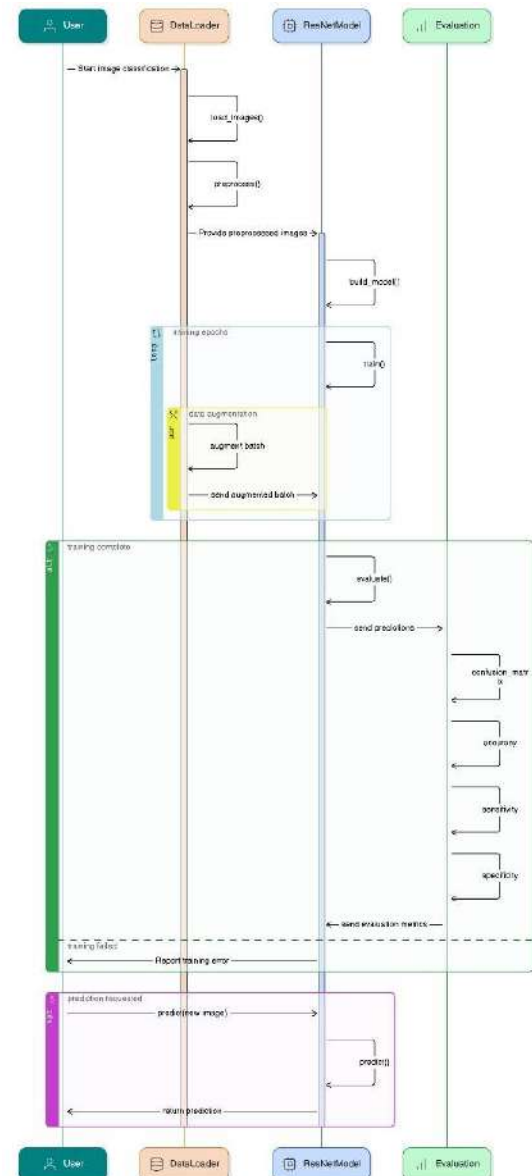 User
DataLoader
ResNetModel
Evaluation
Start image classification
load_images()
preprocess()
Provide preprocessed images
build_model()
loop
training epochs
train()
par
data augmentation
augment batch
send augmented batch
alt
training complete
evaluate()
send predictions
confusion_matr
ix
accuracy
sensitivity
specificity
send evaluation metrics
training failed
Report training error
opt
prediction requested
predict(new image)
predict()
return prediction
User
DataLoader
ResNetModel
Evaluation